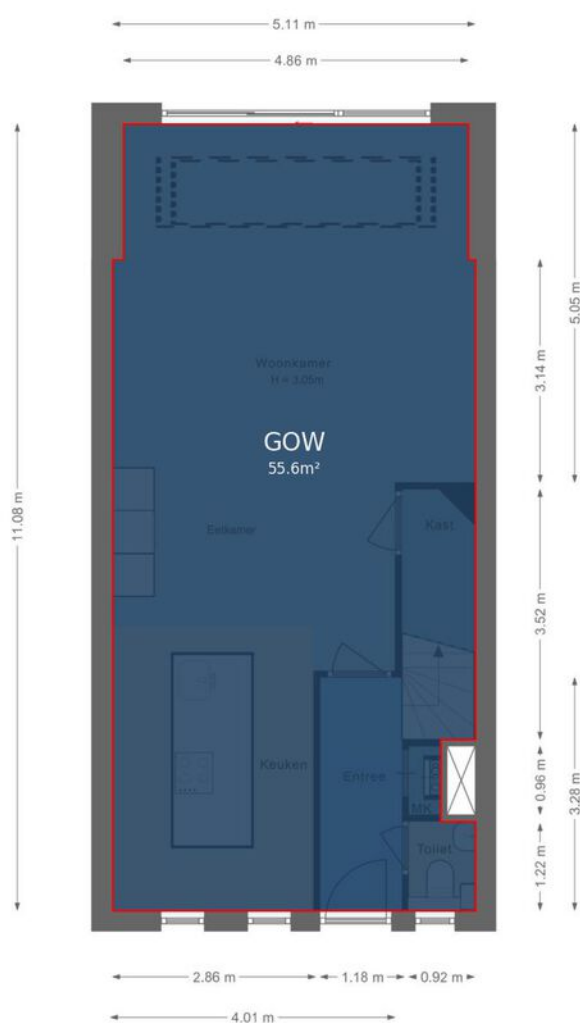 5.11 m
4.86 m
Woonkamer
H = 3.05m
GOW
55.6m²
5.05 m
3.14 m
11.08 m
Eetkamer
Kast
3.52 m
Keuken
Entree
MK
0.96 m
3.28 m
Toilet
1.22 m
2.86 m
1.18 m
0.92 m
4.01 m